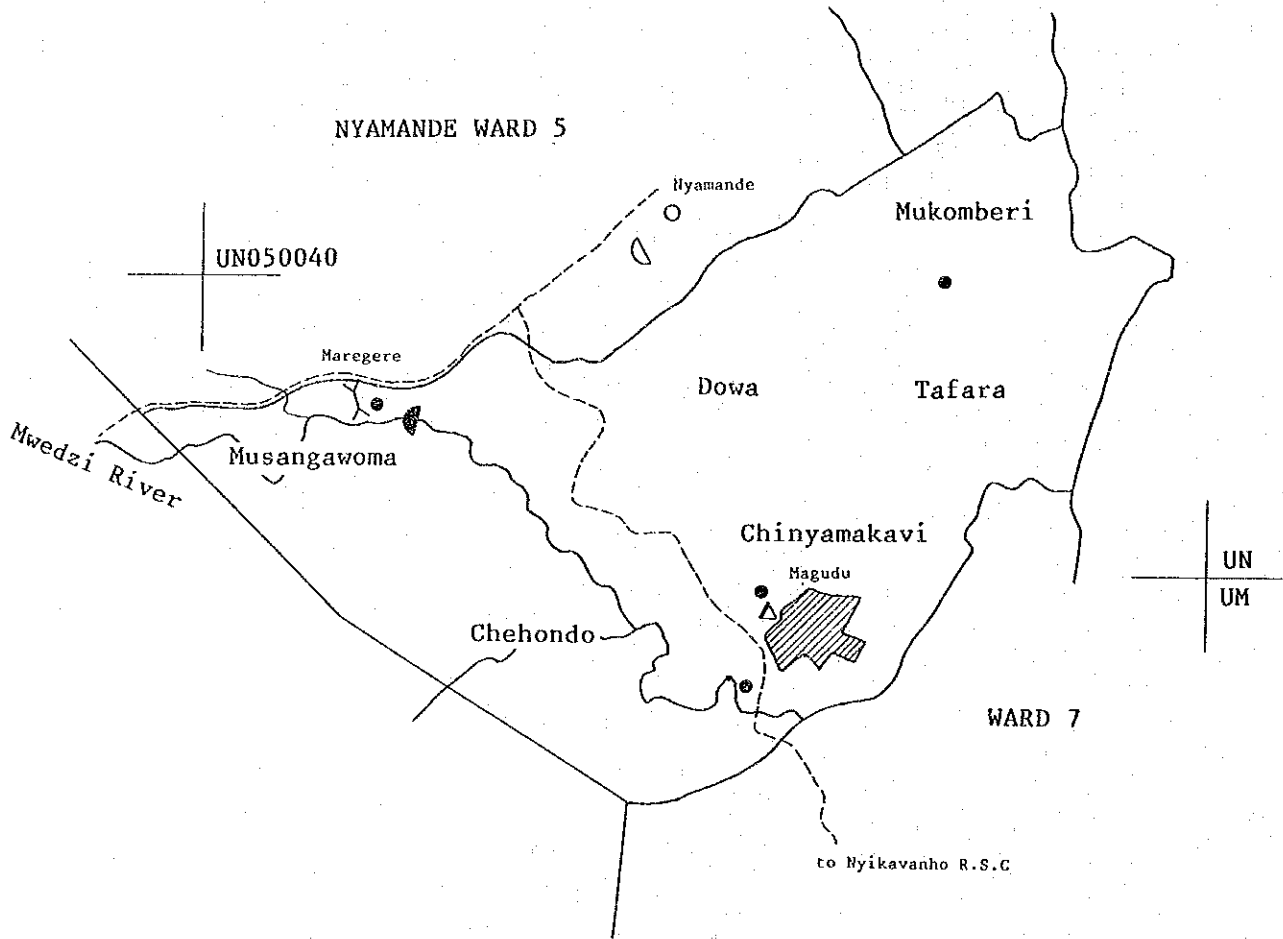 NYAMANDE WARD 5
Nyamande
Mukomberi
UN050040
Maregere
Dowa
Tafara
Musangawoma
Mwedzi River
Chinyamakavi
Magudu
UN
UM
Chehondo
WARD 7
to Nyikavanho R.S.C